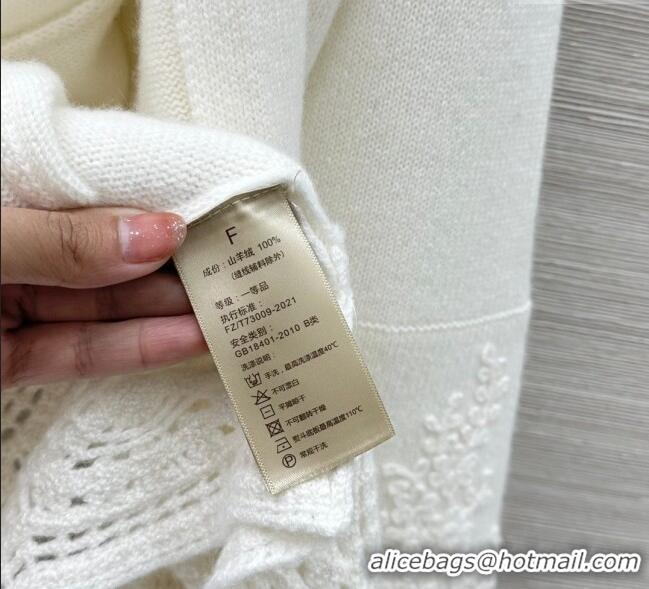 F
成份：山羊绒 100%
（缝线辅料除外）
等级：一等品
执行标准：
FZ/T73009-2021
安全类别：
GB18401-2010 B类
洗涤说明：
手洗，最高洗涤温度40℃
不可漂白
平摊晾干
不可翻转干燥
熨斗底板最高温度110℃
P 常规干洗
alicebags@hotmail.com